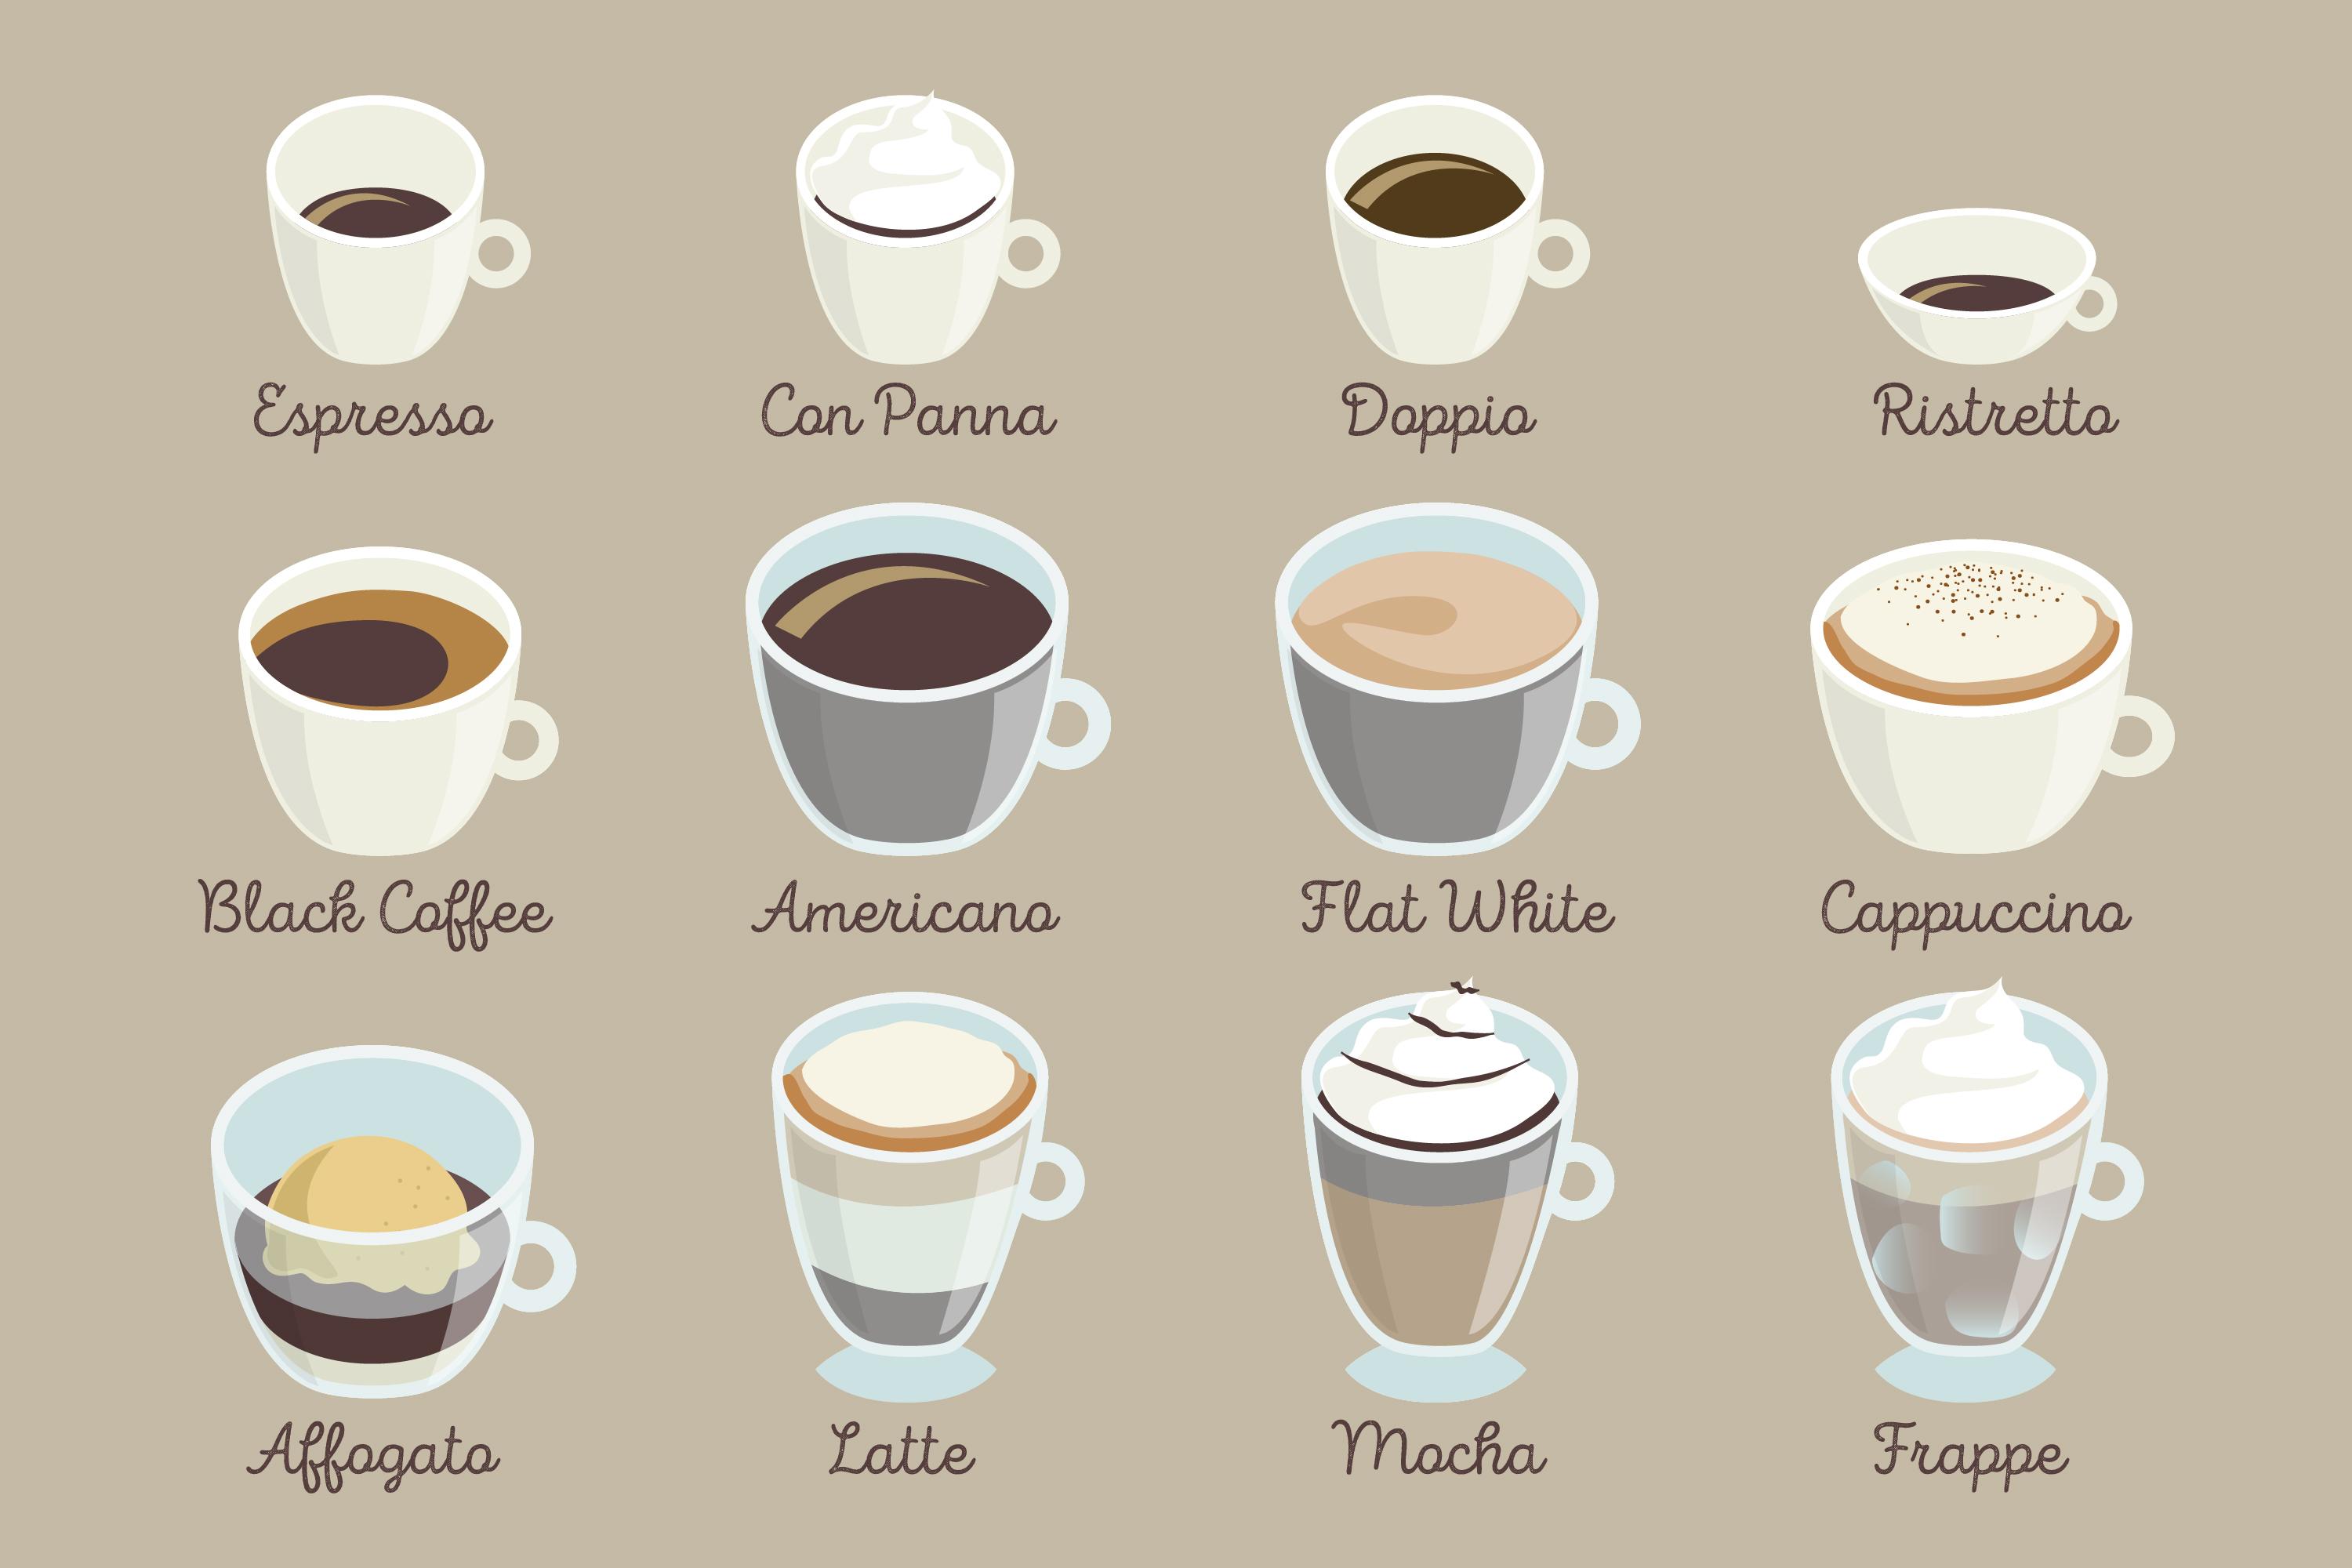 Espresso
Con Panna
Doppio
Ristretto
Black Coffee
Americano
Flat White
Cappuccino
Affogato
Latte
Mocha
Frappe